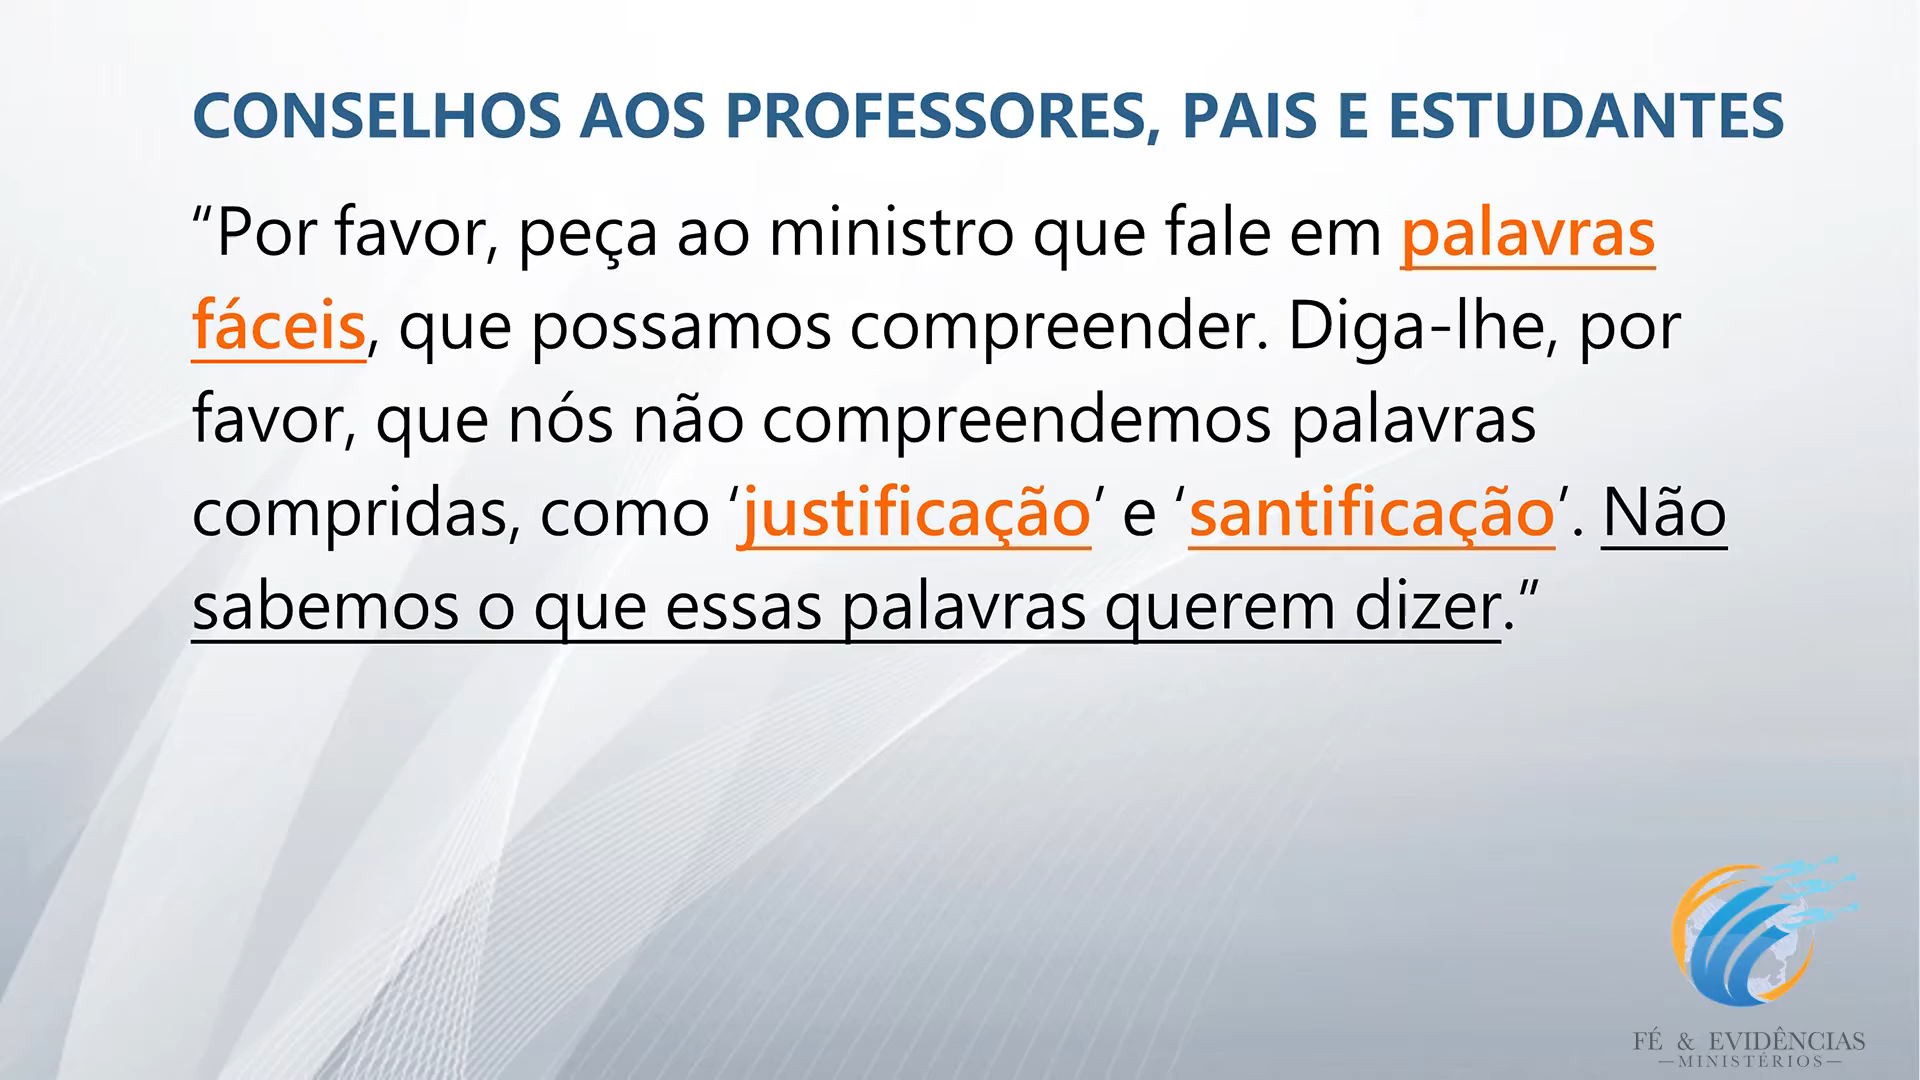 CONSELHOS AOS PROFESSORES, PAIS E ESTUDANTES
“Por favor, peça ao ministro que fale em palavras
fáceis, que possamos compreender. Diga-lhe, por
favor, que nós não compreendemos palavras
compridas, como ‘justificação’ e ‘santificação’. Não
sabemos o que essas palavras querem dizer.”
FÉ & EVIDÊNCIAS
—MINISTÉRIOS—